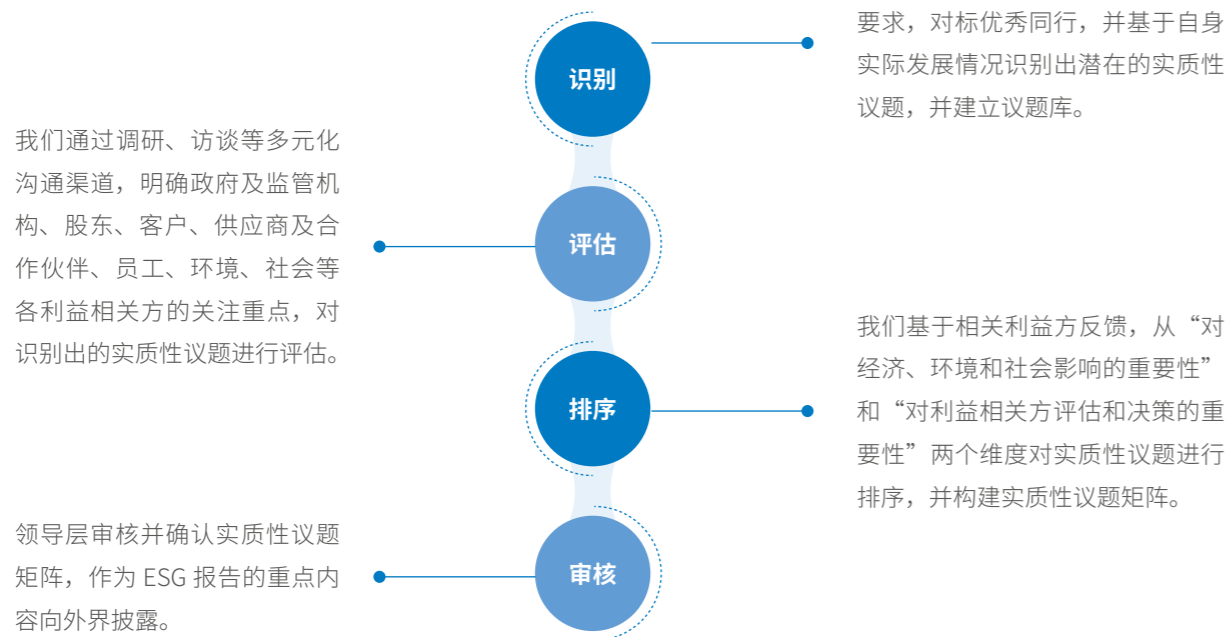 识别
要求，对标优秀同行，并基于自身
实际发展情况识别出潜在的实质性
议题，并建立议题库。
评估
我们通过调研、访谈等多元化
沟通渠道，明确政府及监管机
构、股东、客户、供应商及合
作伙伴、员工、环境、社会等
各利益相关方的关注重点，对
识别出的实质性议题进行评估。
排序
我们基于相关利益方反馈，从“对
经济、环境和社会影响的重要性”
和“对利益相关方评估和决策的重
要性”两个维度对实质性议题进行
排序，并构建实质性议题矩阵。
审核
领导层审核并确认实质性议题
矩阵，作为 ESG 报告的重点内
容向外界披露。